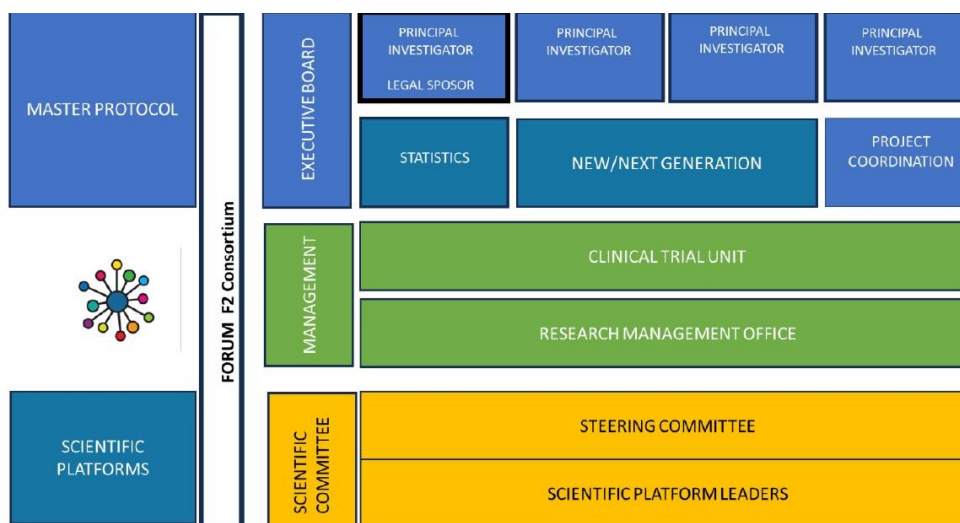 MASTER PROTOCOL
SCIENTIFIC
PLATFORMS
FORUM F2 Consortium
EXECUTIVE BOARD
PRINCIPAL
INVESTIGATOR
LEGAL SPOSOR
PRINCIPAL
INVESTIGATOR
PRINCIPAL
INVESTIGATOR
PRINCIPAL
INVESTIGATOR
STATISTICS
NEW/NEXT GENERATION
PROJECT
COORDINATION
MANAGEMENT
CLINICAL TRIAL UNIT
RESEARCH MANAGEMENT OFFICE
SCIENTIFIC
COMMITTEE
STEERING COMMITTEE
SCIENTIFIC PLATFORM LEADERS